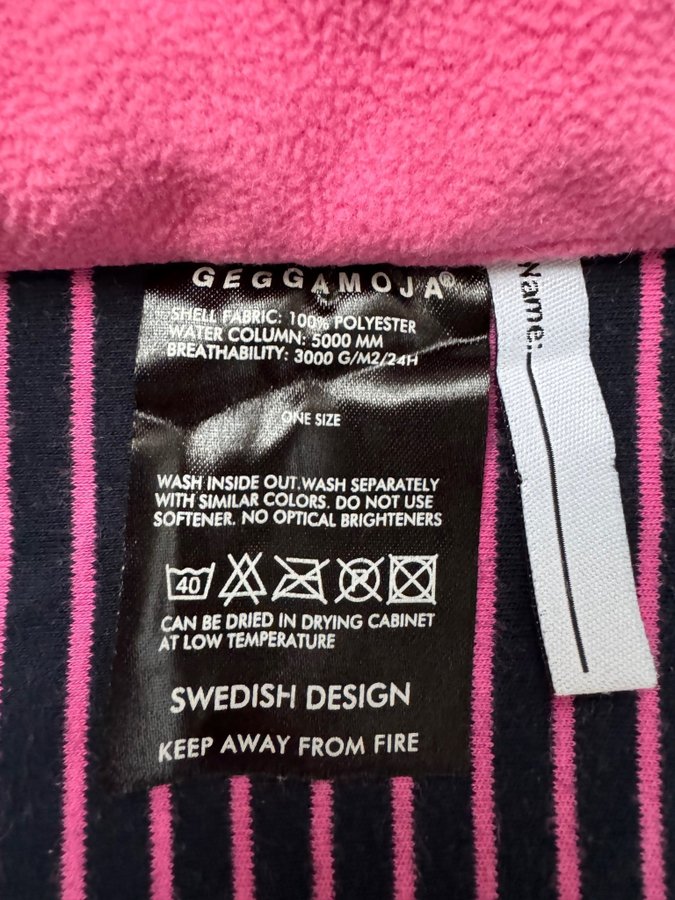 GEGGAMOJA®
SHELL FABRIC: 100% POLYESTER
WATER COLUMN: 5000 MM
BREATHABILITY: 3000 G/M2/24H
ONE SIZE
WASH INSIDE OUT.WASH SEPARATELY
WITH SIMILAR COLORS. DO NOT USE
SOFTENER. NO OPTICAL BRIGHTENERS
40
CAN BE DRIED IN DRYING CABINET
AT LOW TEMPERATURE
SWEDISH DESIGN
KEEP AWAY FROM FIRE
Name: